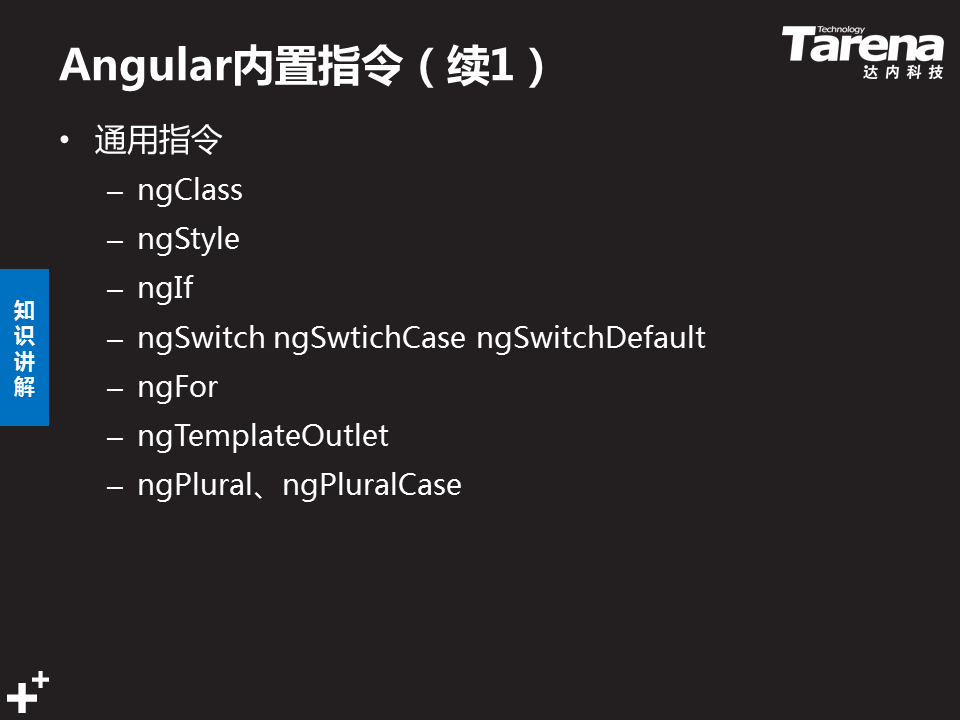 Angular内置指令（续1）
Technology
Tarena
达内科技
• 通用指令
– ngClass
– ngStyle
– ngIf
– ngSwitch ngSwtichCase ngSwitchDefault
– ngFor
– ngTemplateOutlet
– ngPlural、ngPluralCase
知识讲解